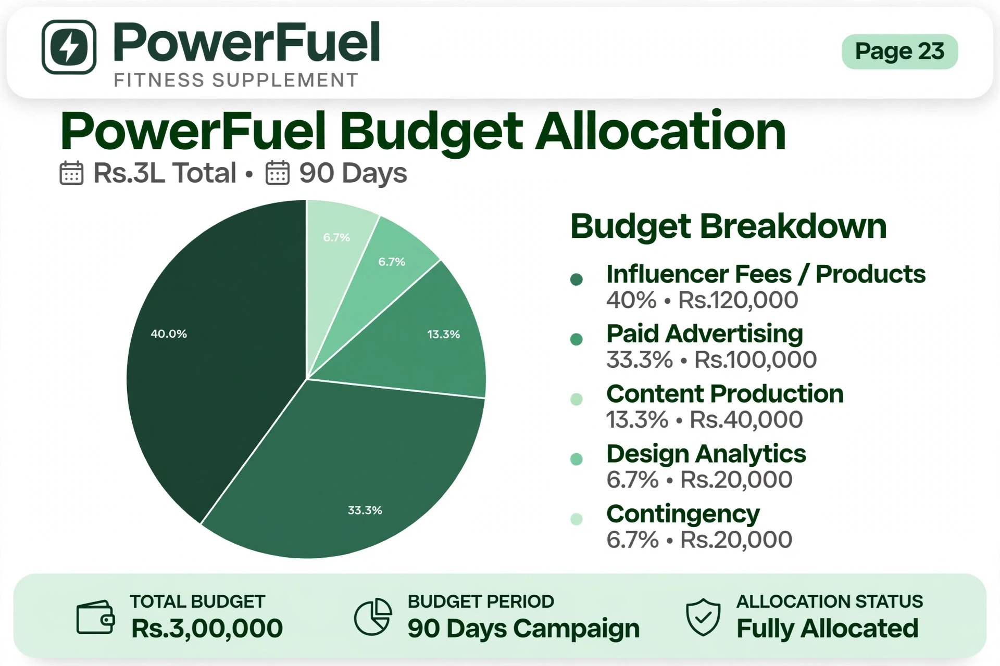 PowerFuel
FITNESS SUPPLEMENT
Page 23
PowerFuel Budget Allocation
Rs.3L Total • 90 Days
6.7%
6.7%
13.3%
40.0%
33.3%
Budget Breakdown
Influencer Fees / Products
40% • Rs.120,000
Paid Advertising
33.3% • Rs.100,000
Content Production
13.3% • Rs.40,000
Design Analytics
6.7% • Rs.20,000
Contingency
6.7% • Rs.20,000
TOTAL BUDGET
Rs.3,00,000
BUDGET PERIOD
90 Days Campaign
ALLOCATION STATUS
Fully Allocated